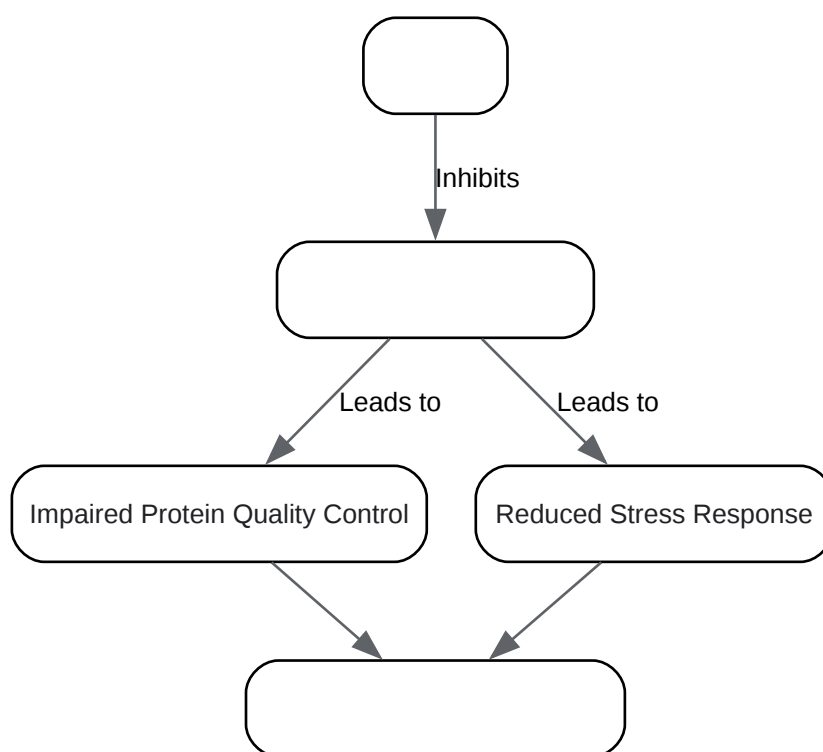 Inhibits
Leads to
Leads to
Impaired Protein Quality Control
Reduced Stress Response